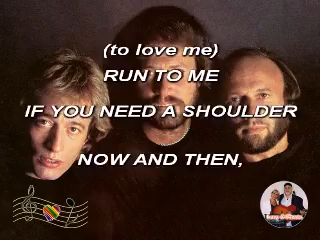 (to love me)
RUN TO ME
IF YOU NEED A SHOULDER
NOW AND THEN,